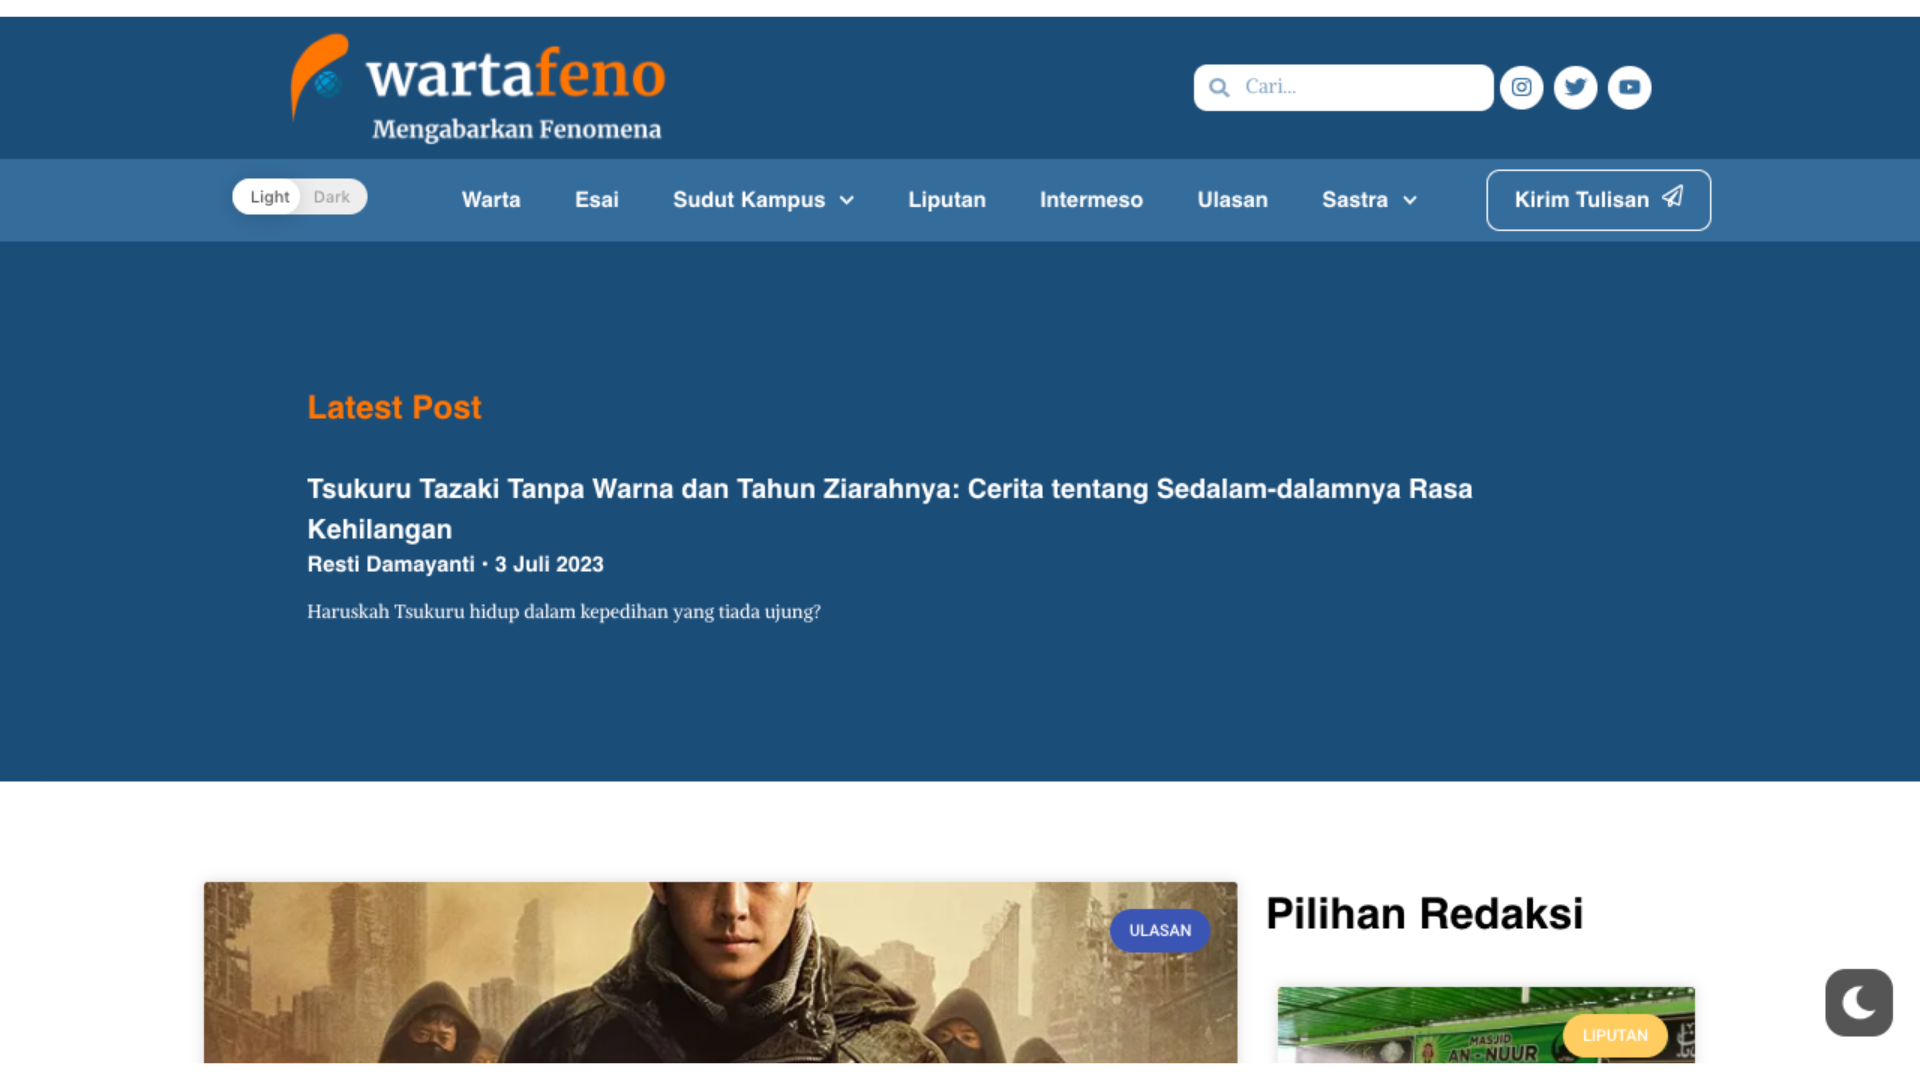 wartafeno
Mengabarkan Fenomena
Cari...
Light Dark
Warta Esai Sudut Kampus Liputan Intermeso Ulasan Sastra Kirim Tulisan
Latest Post
Tsukuru Tazaki Tanpa Warna dan Tahun Ziarahnya: Cerita tentang Sedalam-dalamnya Rasa
Kehilangan
Resti Damayanti • 3 Juli 2023
Haruskah Tsukuru hidup dalam kepedihan yang tiada ujung?
ULASAN
Pilihan Redaksi
LIPUTAN
MASJID
AN-NUUR